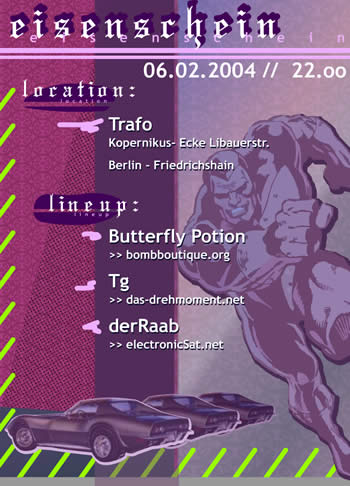 eisenschein
eisenschein
06.02.2004 // 22.oo
location:
location
Trafo
Kopernikus- Ecke Libauerstr.
Berlin - Friedrichshain
lineup:
lineup
Butterfly Potion
>> bombboutique.org
Tg
>> das-drehmoment.net
derRaab
>> electronicSat.net